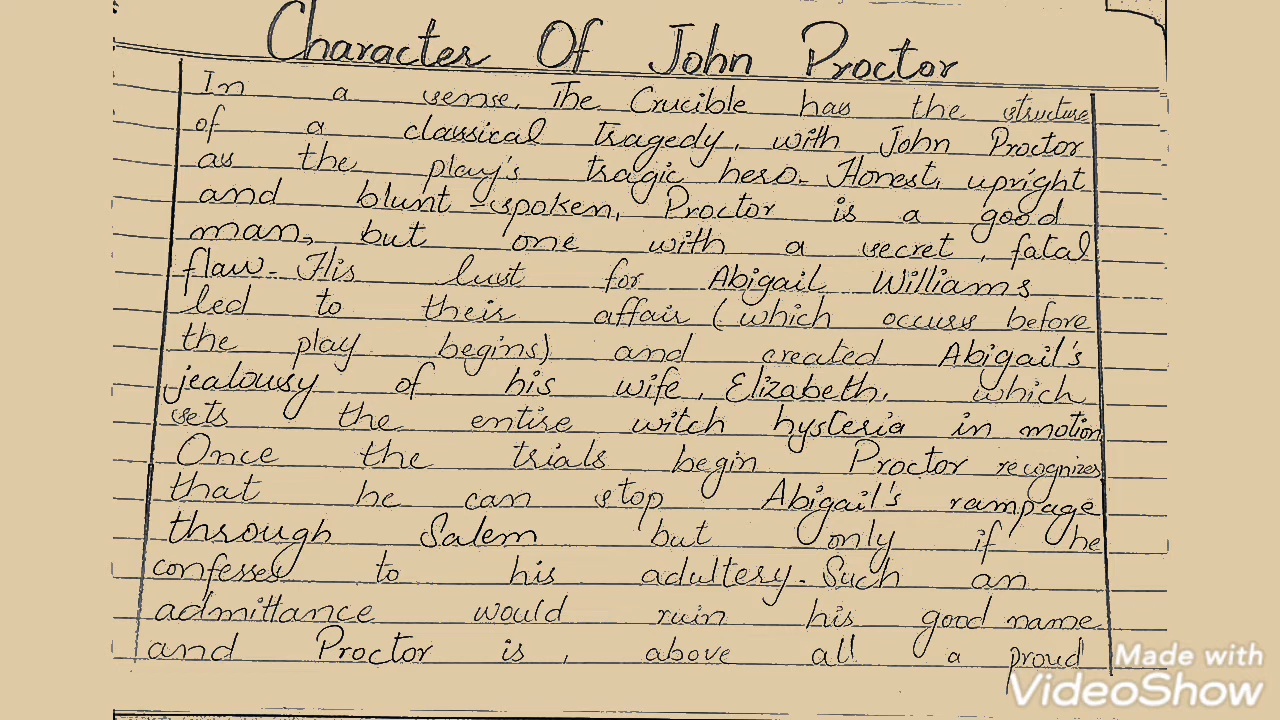 Character Of John Proctor
In a sense, The Crucible has the structure
of a classical tragedy, with John Proctor
as the play's tragic hero. Honest, upright
and blunt-spoken, Proctor is a good
man, but one with a secret, fatal
flaw. His lust for Abigail Williams
led to their affair (which occurs before
the play begins) and created Abigail's
jealousy of his wife, Elizabeth, which
sets the entire witch hysteria in motion
Once the trials begin Proctor recognizes
that he can stop Abigail's rampage
through Salem but only if he
confesses to his adultery. Such an
admittance would ruin his good name
and Proctor is, above all a proud
Made with
VideoShow